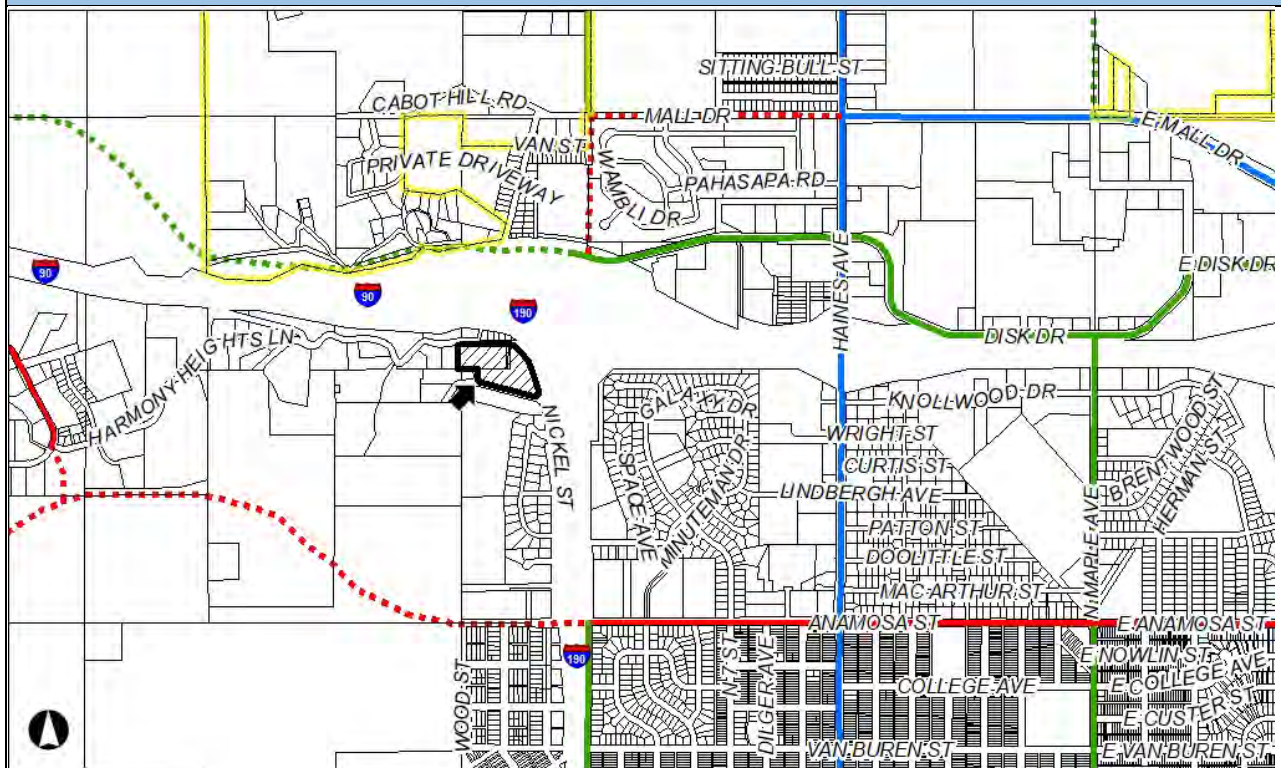 SITTING BULL ST
CABOT HILL RD
MALL DR
E MALL DR
VAN ST
PRIVATE DRIVEWAY
WAMBLI DR
PAHASAPA RD
HAINES AVE
90
90
190
E DISK DR
DISK DR
HARMONY HEIGHTS LN
NICKEL ST
GALAXY DR
KNOLLWOOD DR
SPACE AVE
MINUTEMAN DR
WRIGHT ST
CURTIS ST
LINDBERGH AVE
PATTON ST
DOOLITTLE ST
MAC ARTHUR ST
BRENTWOOD ST
HERMAN ST
N MAPLE AVE
ANAMOSA ST
E ANAMOSA ST
190
WOOD ST
N 7 ST
DILGER AVE
COLLEGE AVE
VAN BUREN ST
E NOWLIN ST
E COLLEGE AVE
E CUSTER ST
E VAN BUREN ST